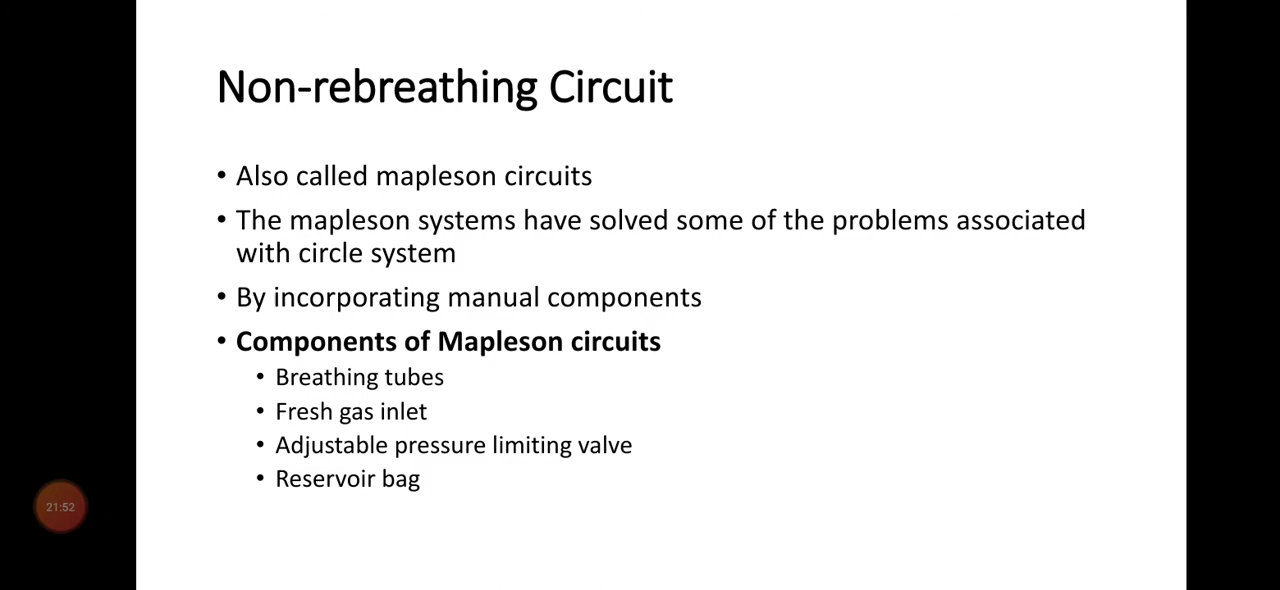 Non-rebreathing Circuit
• Also called mapleson circuits
• The mapleson systems have solved some of the problems associated
with circle system
• By incorporating manual components
• Components of Mapleson circuits
• Breathing tubes
• Fresh gas inlet
• Adjustable pressure limiting valve
• Reservoir bag
21:52